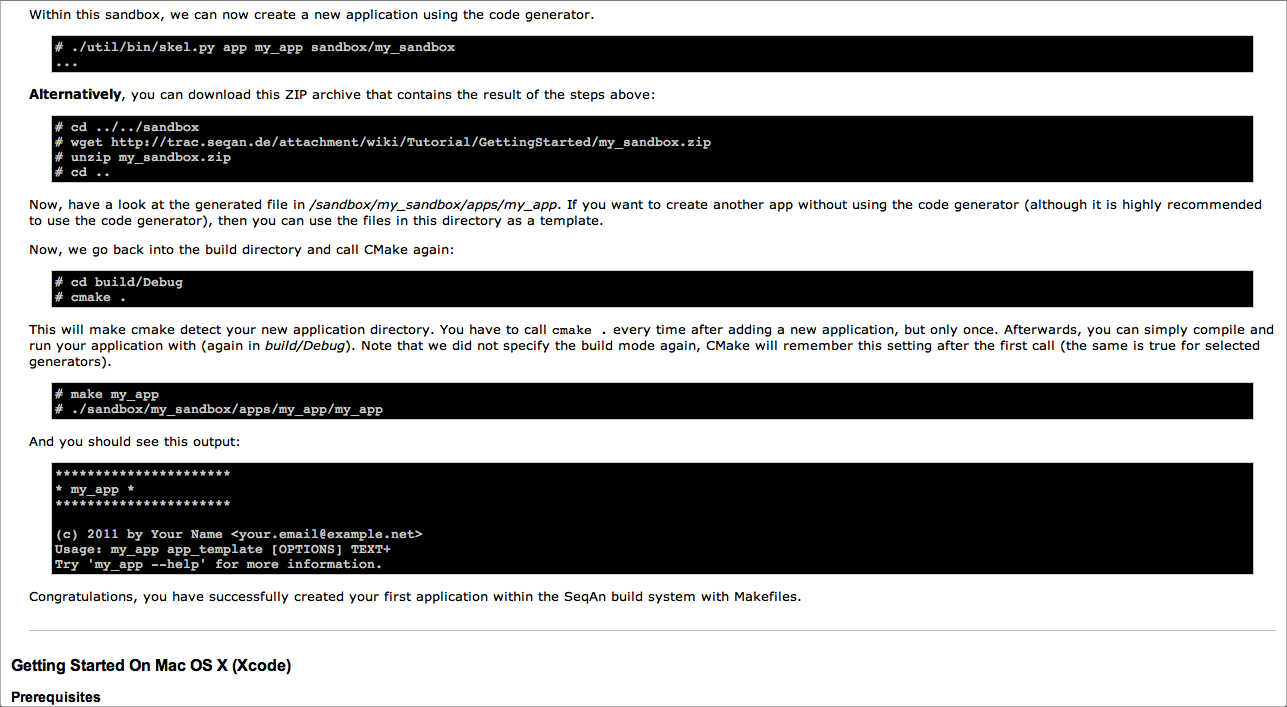 Within this sandbox, we can now create a new application using the code generator.
# ./util/bin/skel.py app my_app sandbox/my_sandbox
...
Alternatively, you can download this ZIP archive that contains the result of the steps above:
# cd ../../sandbox
# wget http://trac.seqan.de/attachment/wiki/Tutorial/GettingStarted/my_sandbox.zip
# unzip my_sandbox.zip
# cd ..
Now, have a look at the generated file in /sandbox/my_sandbox/apps/my_app. If you want to create another app without using the code generator (although it is highly recommended
to use the code generator), then you can use the files in this directory as a template.
Now, we go back into the build directory and call CMake again:
# cd build/Debug
# cmake .
This will make cmake detect your new application directory. You have to call cmake . every time after adding a new application, but only once. Afterwards, you can simply compile and
run your application with (again in build/Debug). Note that we did not specify the build mode again, CMake will remember this setting after the first call (the same is true for selected
generators).
# make my_app
# ./sandbox/my_sandbox/apps/my_app/my_app
And you should see this output:
**********************
* my_app *
**********************
(c) 2011 by Your Name <your.email@example.net>
Usage: my_app app_template [OPTIONS] TEXT+
Try 'my_app --help' for more information.
Congratulations, you have successfully created your first application within the SeqAn build system with Makefiles.
Getting Started On Mac OS X (Xcode)
Prerequisites